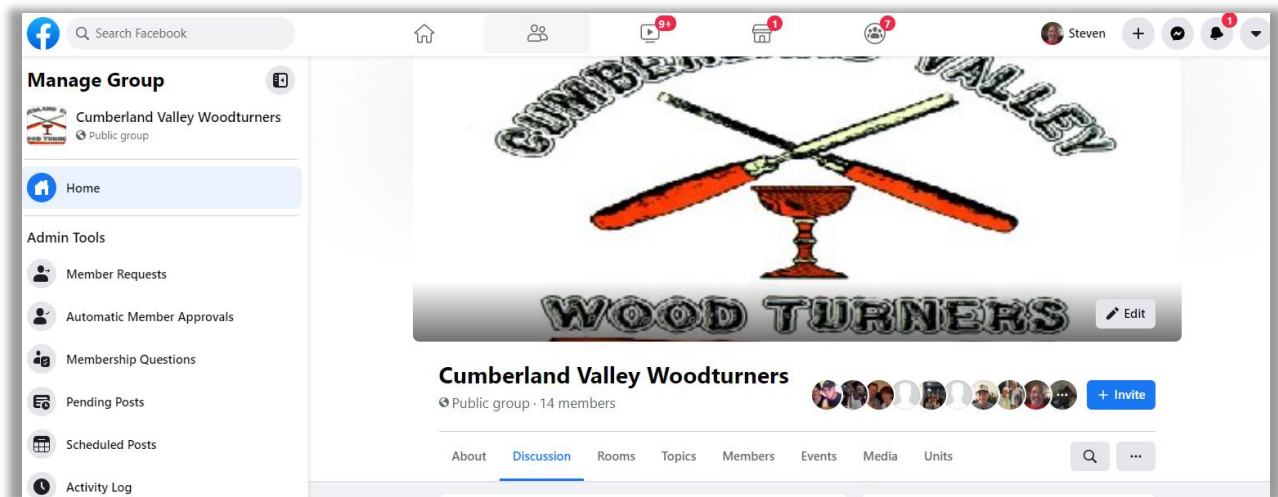 Search Facebook
9+
1
7
Steven
1
Manage Group
Cumberland Valley Woodturners
Public group
Home
Admin Tools
Member Requests
Automatic Member Approvals
Membership Questions
Pending Posts
Scheduled Posts
Activity Log
CUMBERLAND VALLEY
WOOD TURNERS
Edit
Cumberland Valley Woodturners
Public group · 14 members
+ Invite
About Discussion Rooms Topics Members Events Media Units